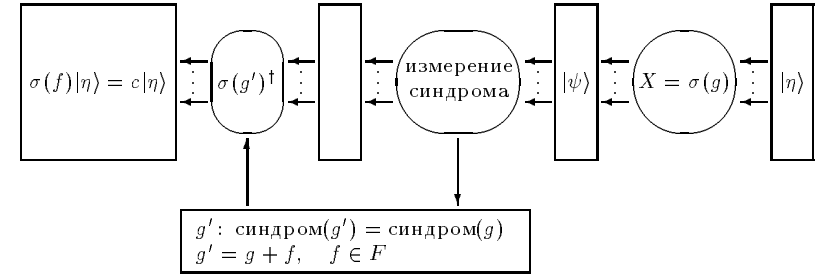 σ(f)|η⟩ = c|η⟩
σ(g′)†
измерение
синдрома
|ψ⟩
X = σ(g)
|η⟩
g′: синдром(g′) = синдром(g)
g′ = g + f, f ∈ F